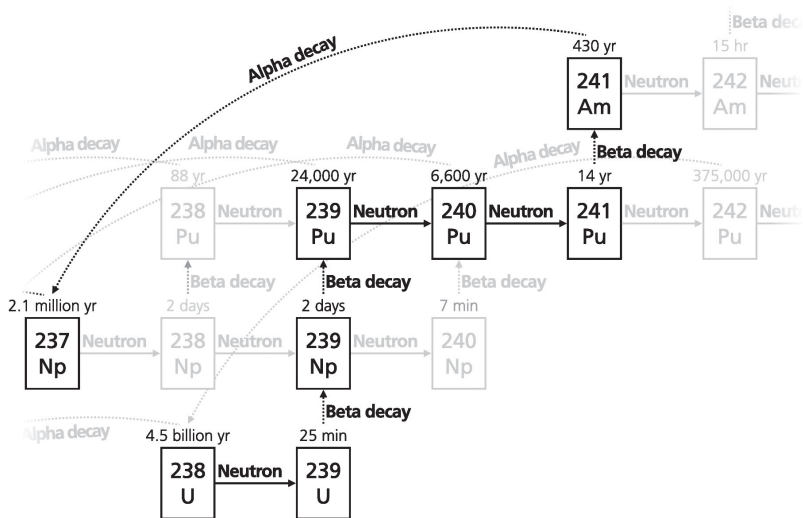 Beta dec
430 yr
15 hr
Alpha decay
241
Am
Neutron
242
Am
Neut
Alpha decay
Alpha decay
Alpha decay
Alpha decay
Beta decay
88 yr
24,000 yr
6,600 yr
14 yr
375,000 yr
238
Pu
Neutron
239
Pu
Neutron
240
Pu
Neutron
241
Pu
Neutron
242
Pu
Neut
Beta decay
Beta decay
Beta decay
2.1 million yr
2 days
2 days
7 min
237
Np
Neutron
238
Np
Neutron
239
Np
Neutron
240
Np
Beta decay
Alpha decay
4.5 billion yr
25 min
238
U
Neutron
239
U